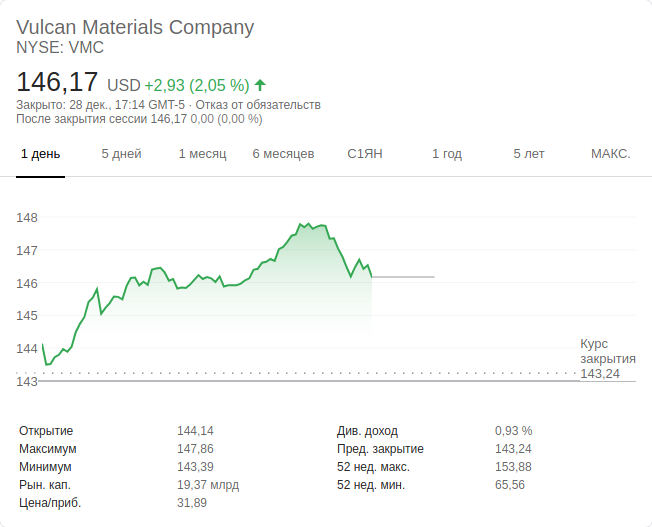 Vulcan Materials Company
NYSE: VMC
146,17 USD +2,93 (2,05 %)
Закрыто: 28 дек., 17:14 GMT-5 · Отказ от обязательств
После закрытия сессии 146,17 0,00 (0,00 %)
1 день 5 дней 1 месяц 6 месяцев С1ЯН 1 год 5 лет МАКС.
148
147
146
145
144
143
Курс
закрытия
143,24
Открытие 144,14 Див. доход 0,93 %
Максимум 147,86 Пред. закрытие 143,24
Минимум 143,39 52 нед. макс. 153,88
Рын. кап. 19,37 млрд 52 нед. мин. 65,56
Цена/приб. 31,89